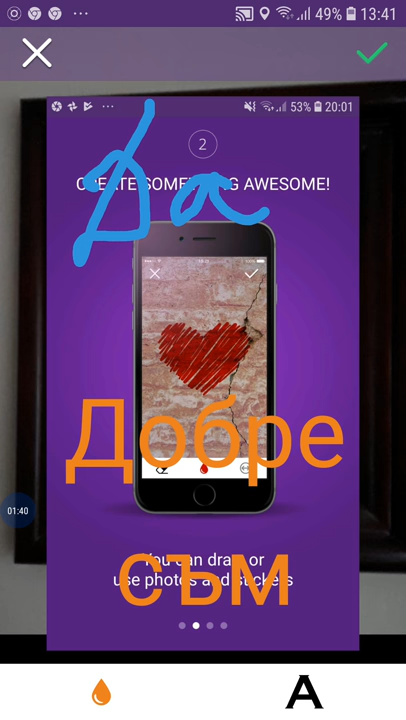 49% 13:41
53% 20:01
2
CREATE SOMETHING AWESOME!
Да
Добре
You can draw or
use photos and stickers
съм
01:40
A